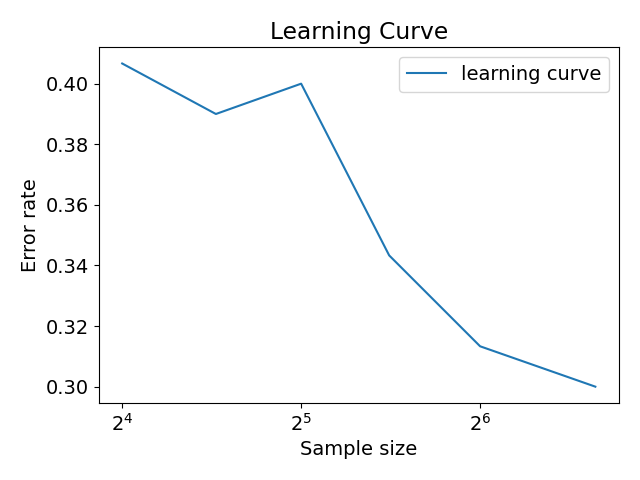 Learning Curve
learning curve
0.40
0.38
0.36
0.34
0.32
0.30
Error rate
2⁴ 2⁵ 2⁶
Sample size